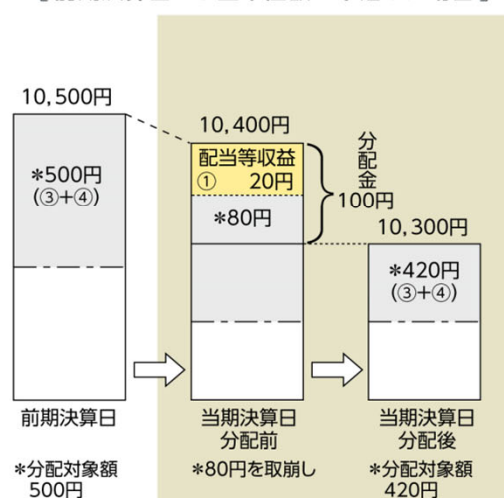 10,500円
*500円
(③+④)
前期決算日
*分配対象額
500円
10,400円
配当等収益
① 20円
*80円
分配金
100円
当期決算日
分配前
*80円を取崩し
10,300円
*420円
(③+④)
当期決算日
分配後
*分配対象額
420円